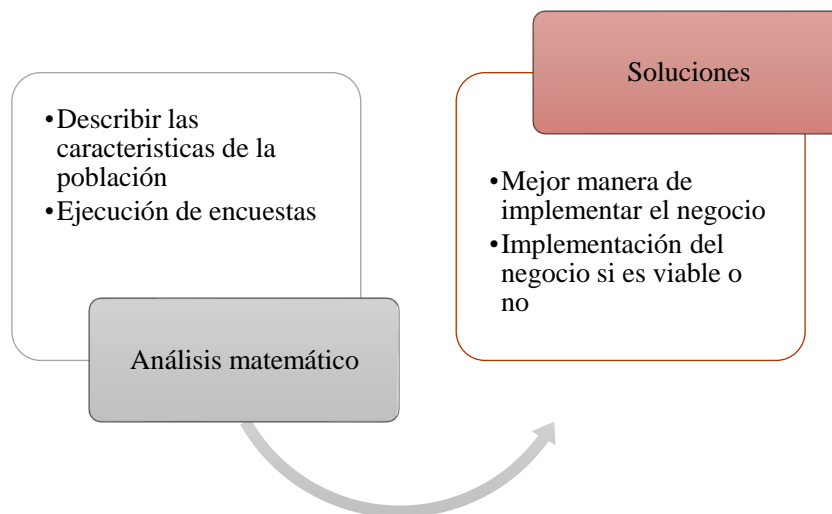 •Describir las
caracteristicas de la
población
•Ejecución de encuestas
Análisis matemático
Soluciones
•Mejor manera de
implementar el negocio
•Implementación del
negocio si es viable o
no